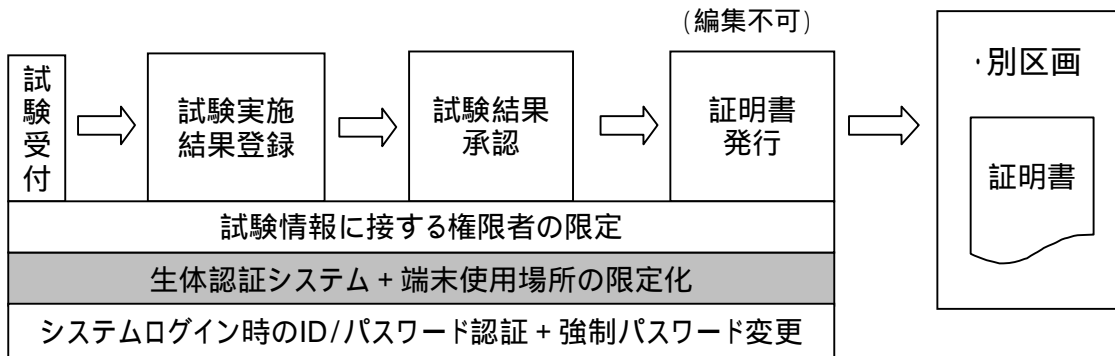 (編集不可)
試験受付
試験実施
結果登録
試験結果
承認
証明書
発行
・別区画
証明書
試験情報に接する権限者の限定
生体認証システム + 端末使用場所の限定化
システムログイン時のID/パスワード認証 + 強制パスワード変更